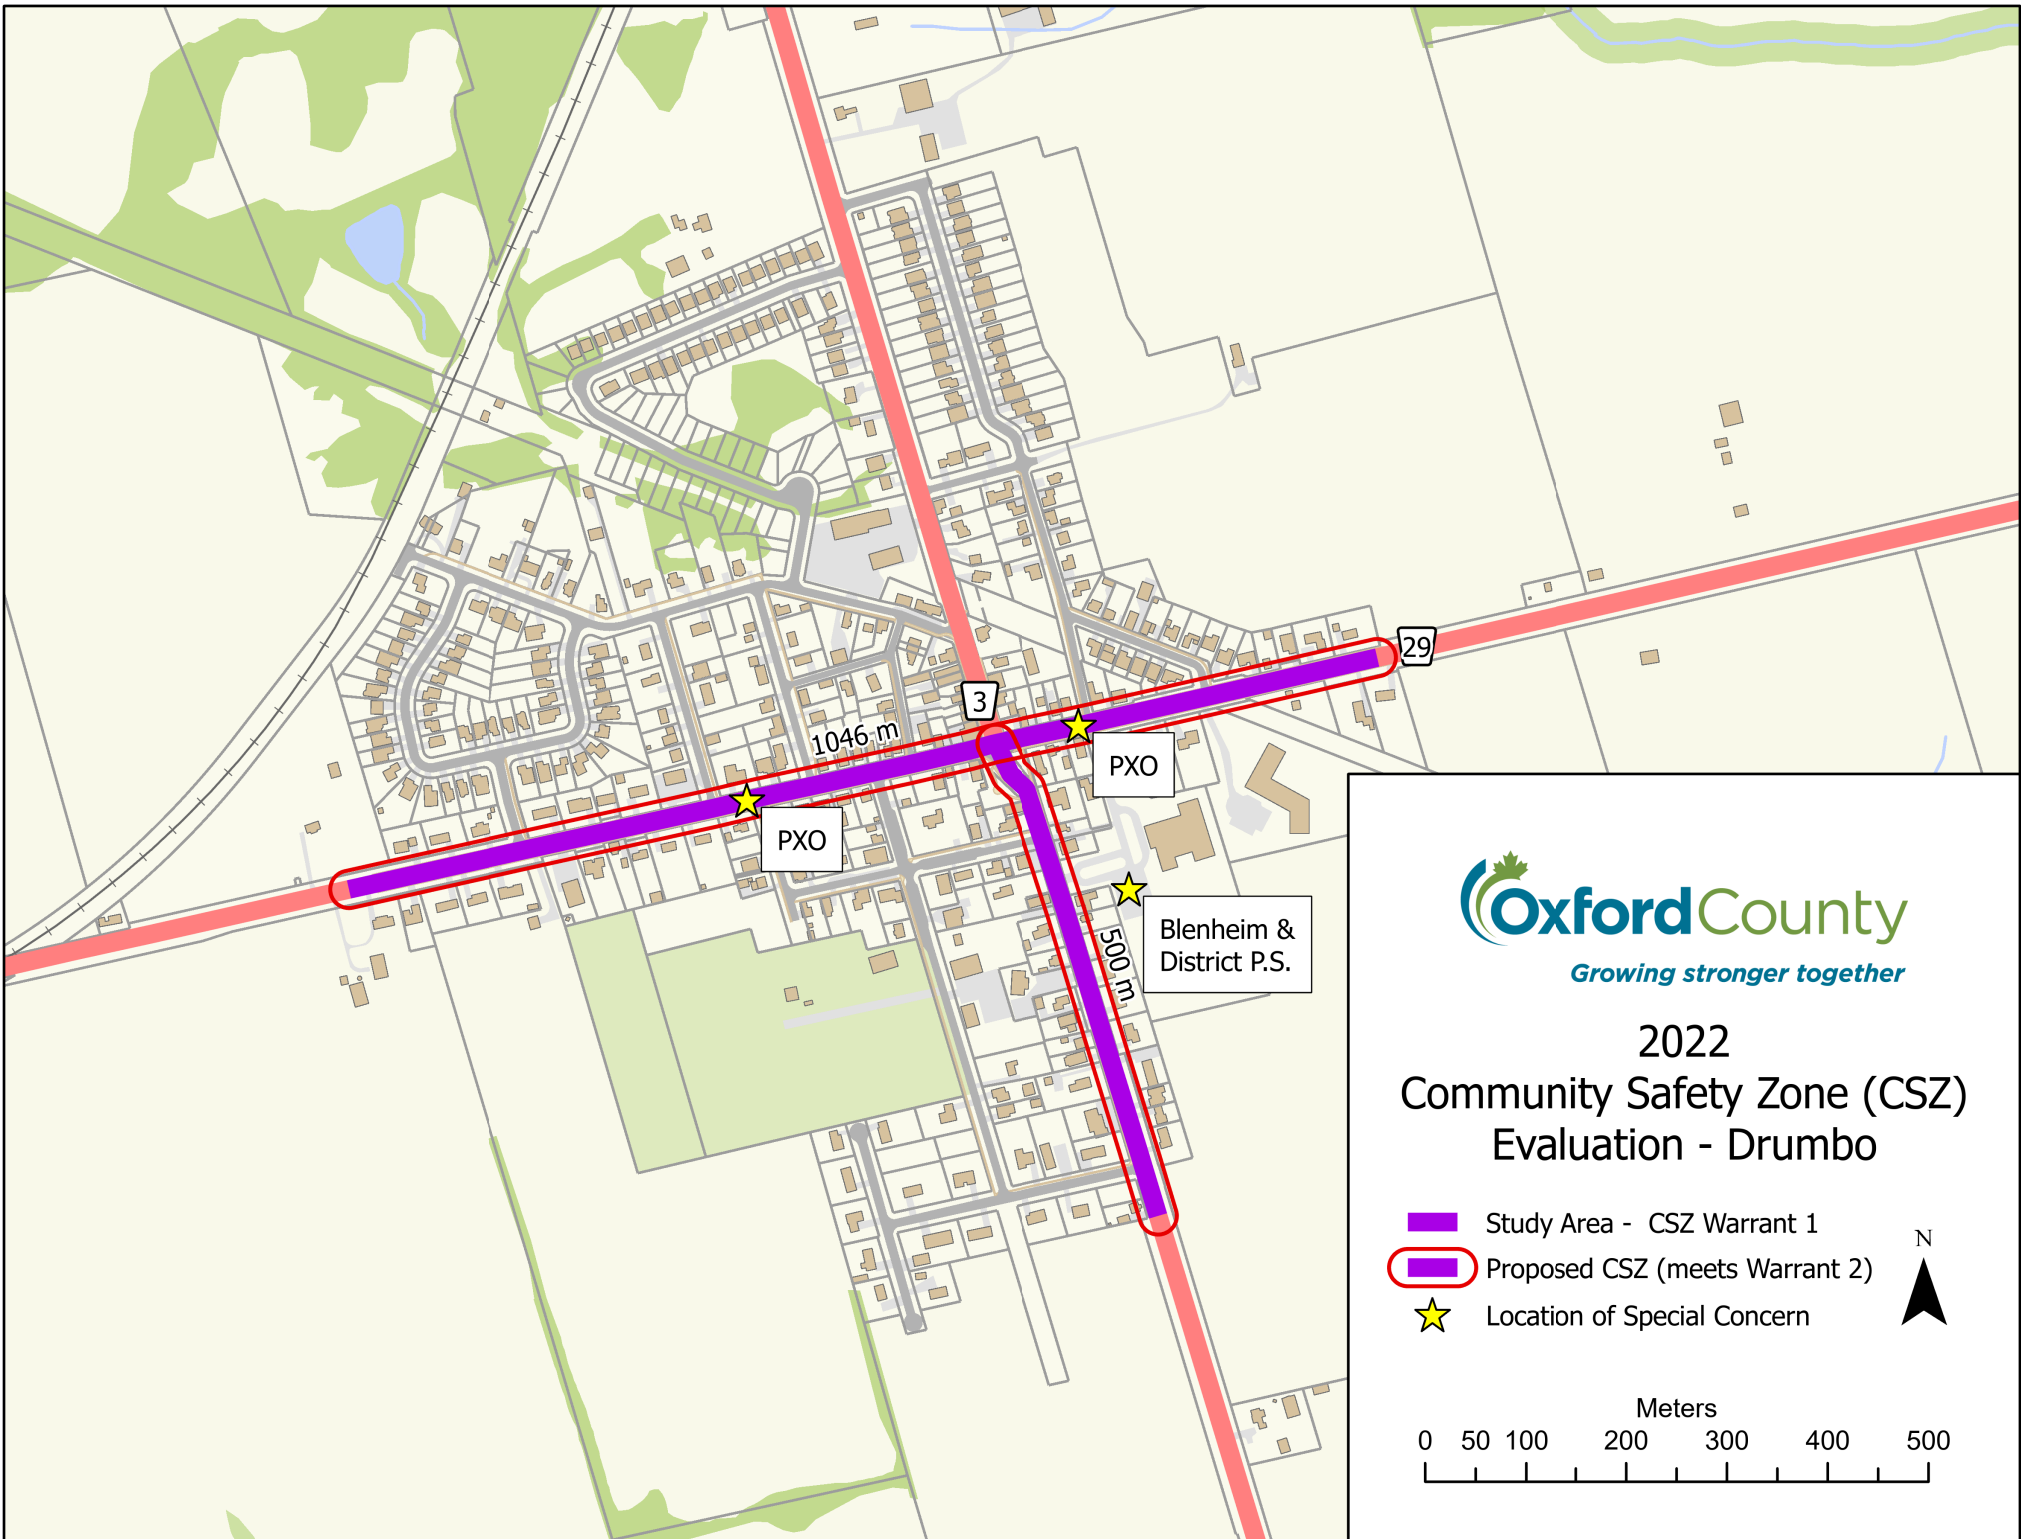 29
3
1046 m
PXO
PXO
Blenheim &
District P.S.
500 m
Oxford County
Growing stronger together
2022
Community Safety Zone (CSZ)
Evaluation - Drumbo
Study Area - CSZ Warrant 1
Proposed CSZ (meets Warrant 2)
Location of Special Concern
N
Meters
0 50 100 200 300 400 500